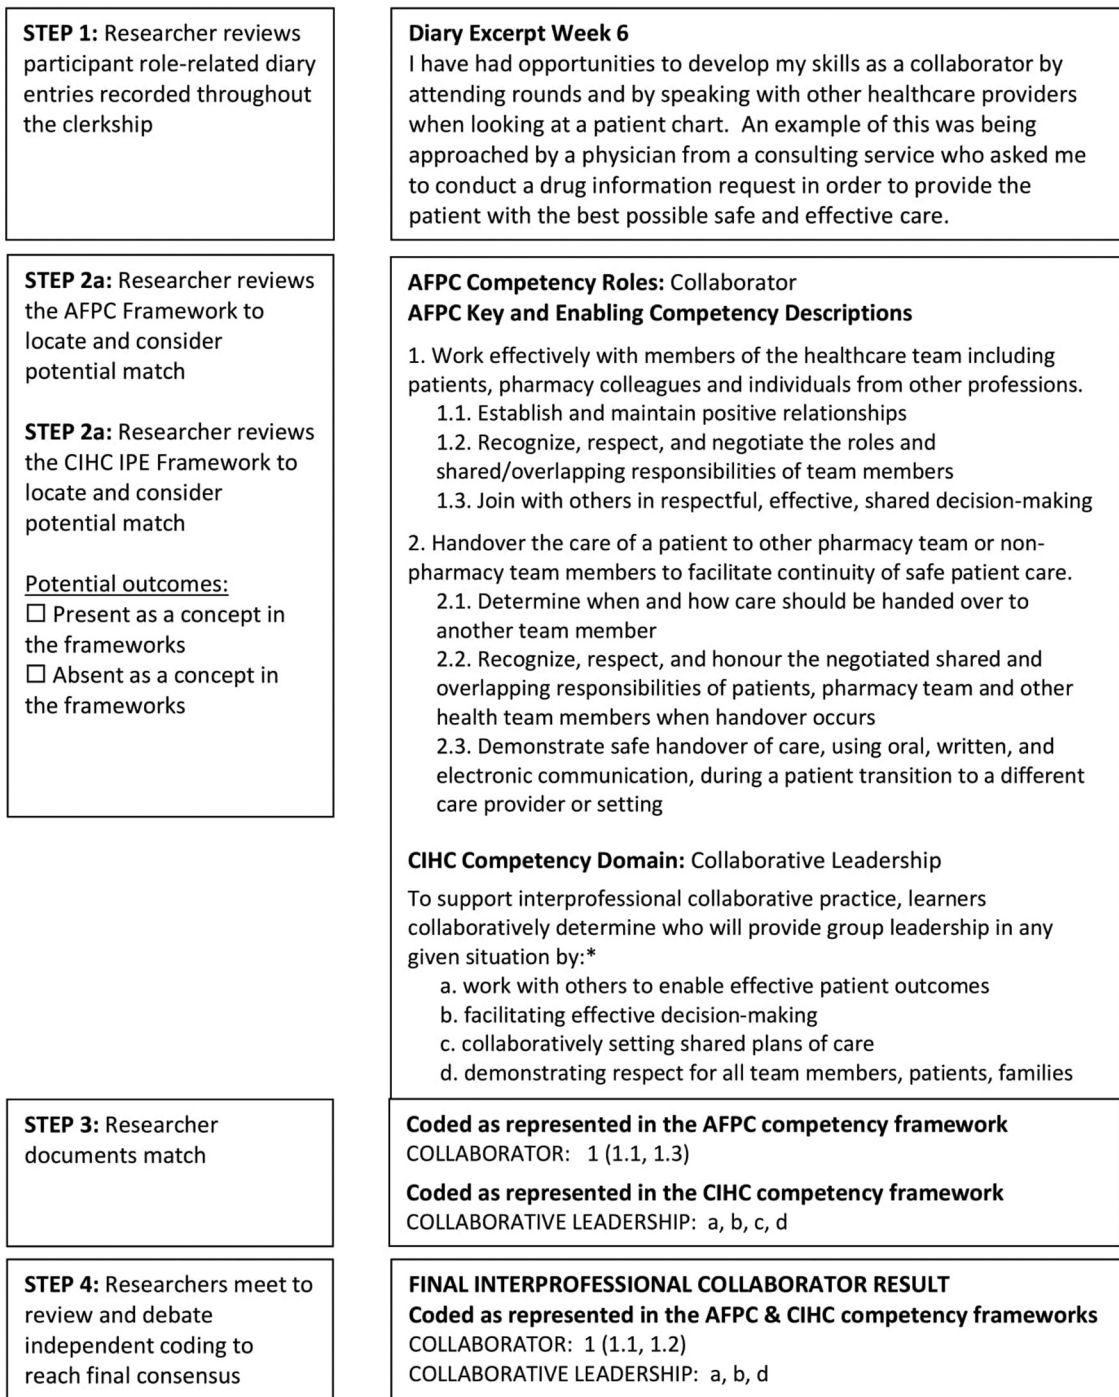 STEP 1: Researcher reviews
participant role-related diary
entries recorded throughout
the clerkship
Diary Excerpt Week 6
I have had opportunities to develop my skills as a collaborator by
attending rounds and by speaking with other healthcare providers
when looking at a patient chart.  An example of this was being
approached by a physician from a consulting service who asked me
to conduct a drug information request in order to provide the
patient with the best possible safe and effective care.
STEP 2a: Researcher reviews
the AFPC Framework to
locate and consider
potential match
STEP 2a: Researcher reviews
the CIHC IPE Framework to
locate and consider
potential match
Potential outcomes:
☐ Present as a concept in
the frameworks
☐ Absent as a concept in
the frameworks
AFPC Competency Roles: Collaborator
AFPC Key and Enabling Competency Descriptions
1. Work effectively with members of the healthcare team including
patients, pharmacy colleagues and individuals from other professions.
1.1. Establish and maintain positive relationships
1.2. Recognize, respect, and negotiate the roles and
shared/overlapping responsibilities of team members
1.3. Join with others in respectful, effective, shared decision-making
2. Handover the care of a patient to other pharmacy team or non-
pharmacy team members to facilitate continuity of safe patient care.
2.1. Determine when and how care should be handed over to
another team member
2.2. Recognize, respect, and honour the negotiated shared and
overlapping responsibilities of patients, pharmacy team and other
health team members when handover occurs
2.3. Demonstrate safe handover of care, using oral, written, and
electronic communication, during a patient transition to a different
care provider or setting
CIHC Competency Domain: Collaborative Leadership
To support interprofessional collaborative practice, learners
collaboratively determine who will provide group leadership in any
given situation by:*
a. work with others to enable effective patient outcomes
b. facilitating effective decision-making
c. collaboratively setting shared plans of care
d. demonstrating respect for all team members, patients, families
STEP 3: Researcher
documents match
Coded as represented in the AFPC competency framework
COLLABORATOR:  1 (1.1, 1.3)
Coded as represented in the CIHC competency framework
COLLABORATIVE LEADERSHIP:  a, b, c, d
STEP 4: Researchers meet to
review and debate
independent coding to
reach final consensus
FINAL INTERPROFESSIONAL COLLABORATOR RESULT
Coded as represented in the AFPC & CIHC competency frameworks
COLLABORATOR:  1 (1.1, 1.2)
COLLABORATIVE LEADERSHIP:  a, b, d